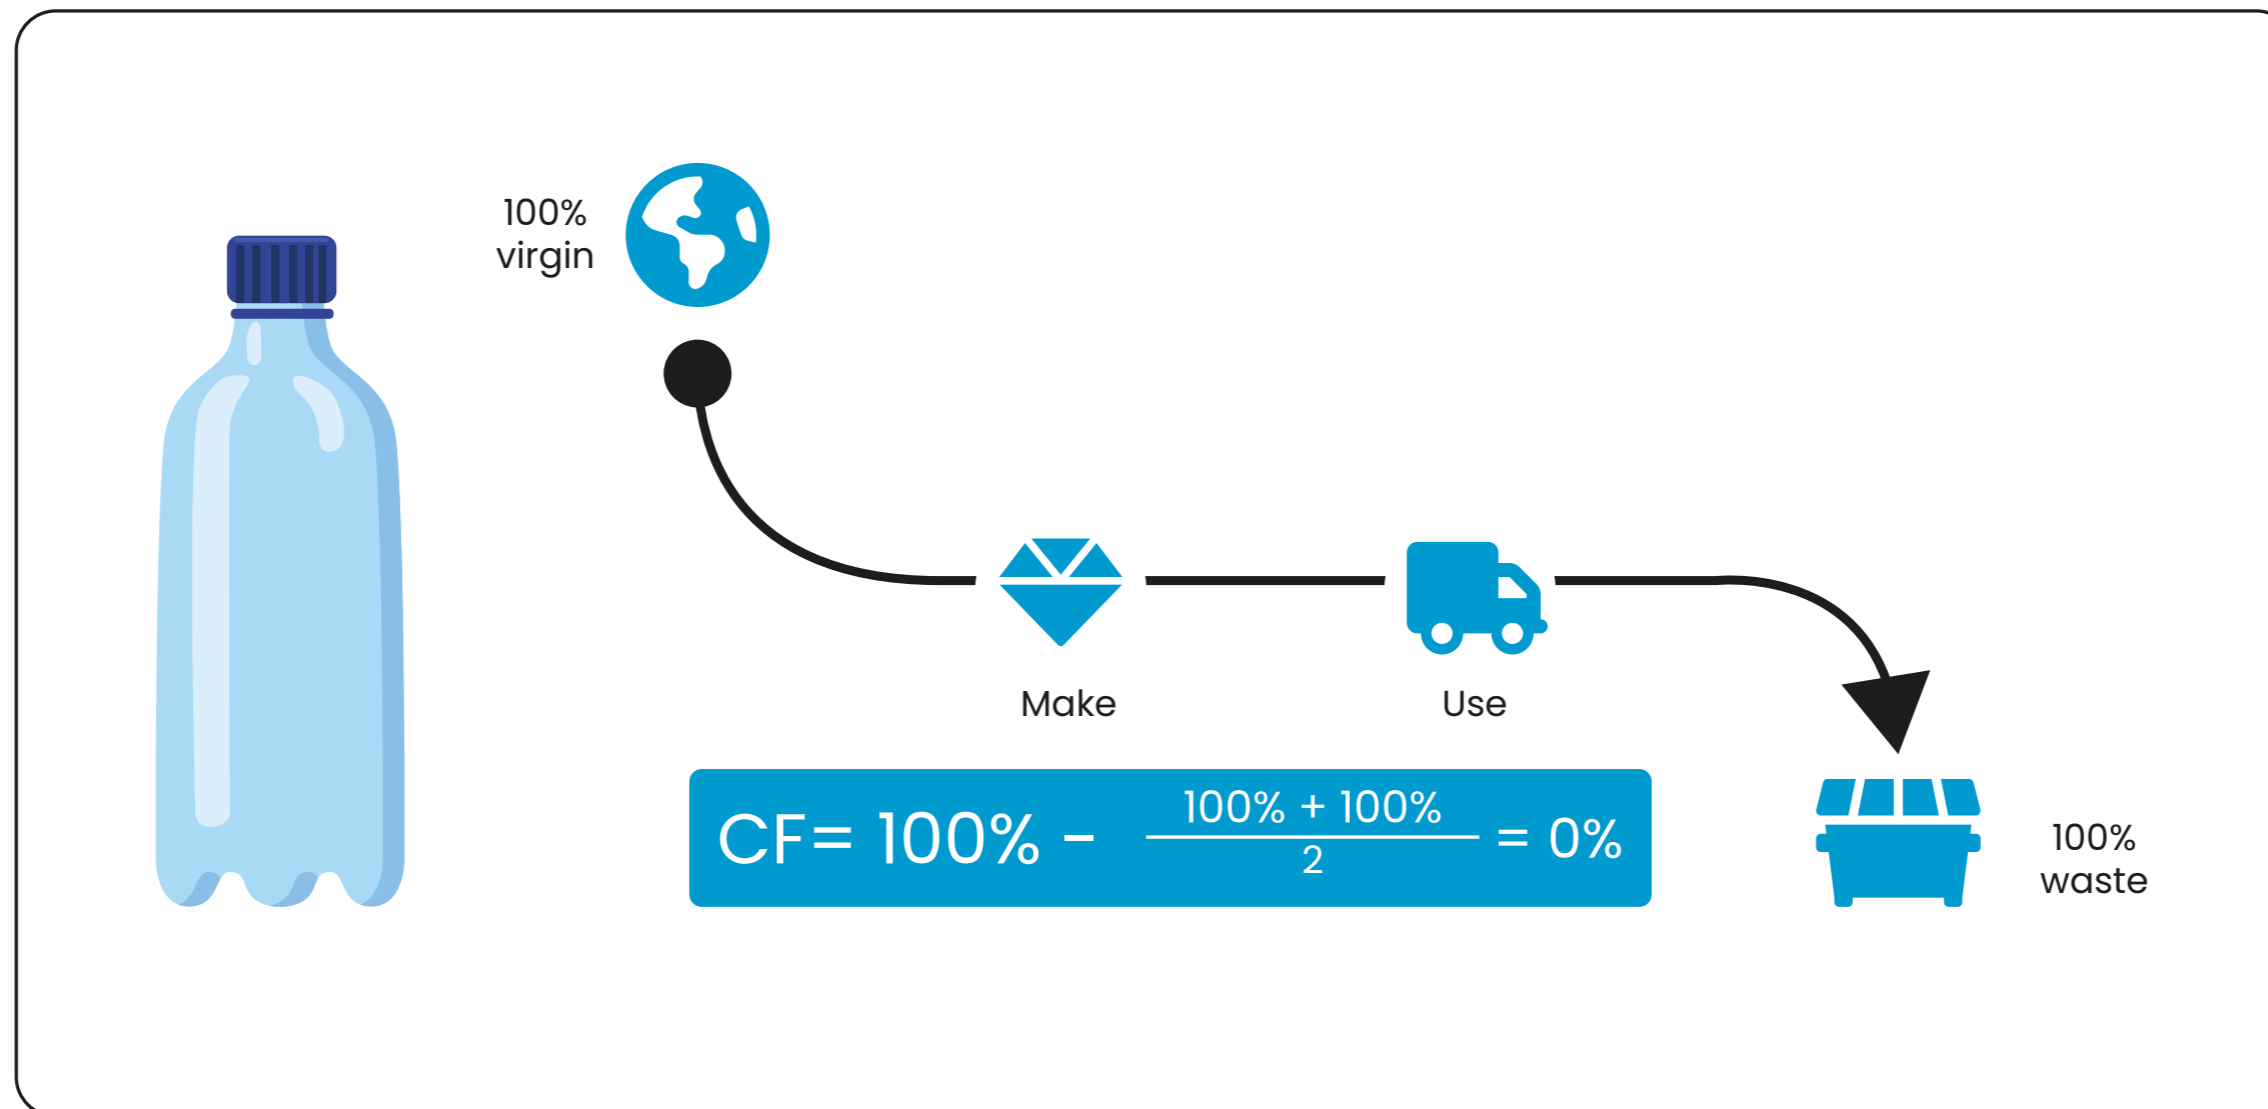 100%
virgin
Make
Use
CF= 100% - 100% + 100% / 2 = 0%
100%
waste